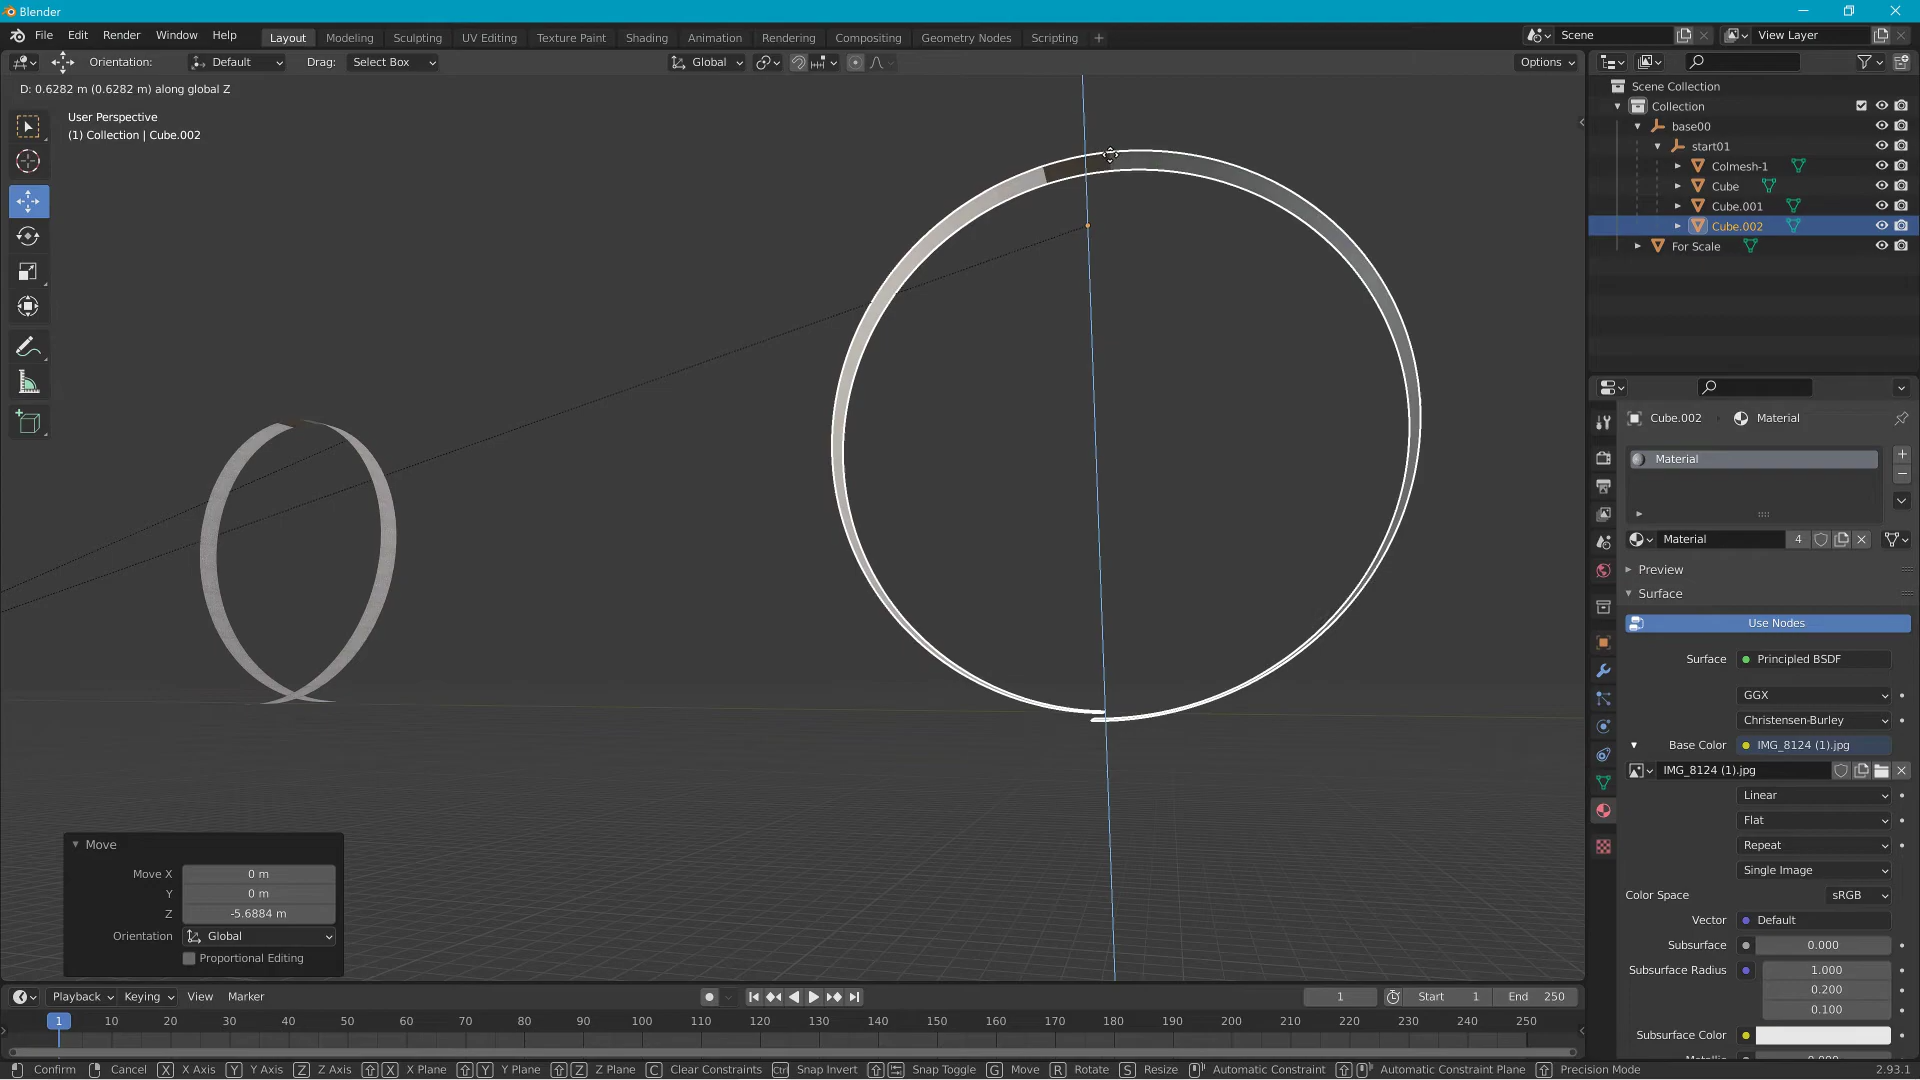 Blender
File Edit Render Window Help
Layout Modeling Sculpting UV Editing Texture Paint Shading Animation Rendering Compositing Geometry Nodes Scripting +
Scene
View Layer
Orientation: Default Drag: Select Box
Global
Options
D: 0.6282 m (0.6282 m) along global Z
User Perspective
(1) Collection | Cube.002
Scene Collection
Collection
base00
start01
Colmesh-1
Cube
Cube.001
Cube.002
For Scale
Cube.002 Material
Material
Material 4
Preview
Surface
Use Nodes
Surface Principled BSDF
GGX
Christensen-Burley
Base Color IMG_8124 (1).jpg
IMG_8124 (1).jpg
Linear
Flat
Repeat
Single Image
Color Space sRGB
Vector Default
Subsurface 0.000
Subsurface Radius 1.000
0.200
0.100
Subsurface Color
Move
Move X 0 m
Y 0 m
Z -5.6884 m
Orientation Global
Proportional Editing
Playback Keying View Marker
1 Start 1 End 250
1 10 20 30 40 50 60 70 80 90 100 110 120 130 140 150 160 170 180 190 200 210 220 230 240 250
Confirm Cancel X X Axis Y Y Axis Z Z Axis X X Plane Y Y Plane Z Z Plane C Clear Constraints Ctrl Snap Invert Snap Toggle G Move R Rotate S Resize Automatic Constraint Automatic Constraint Plane Precision Mode 2.93.1